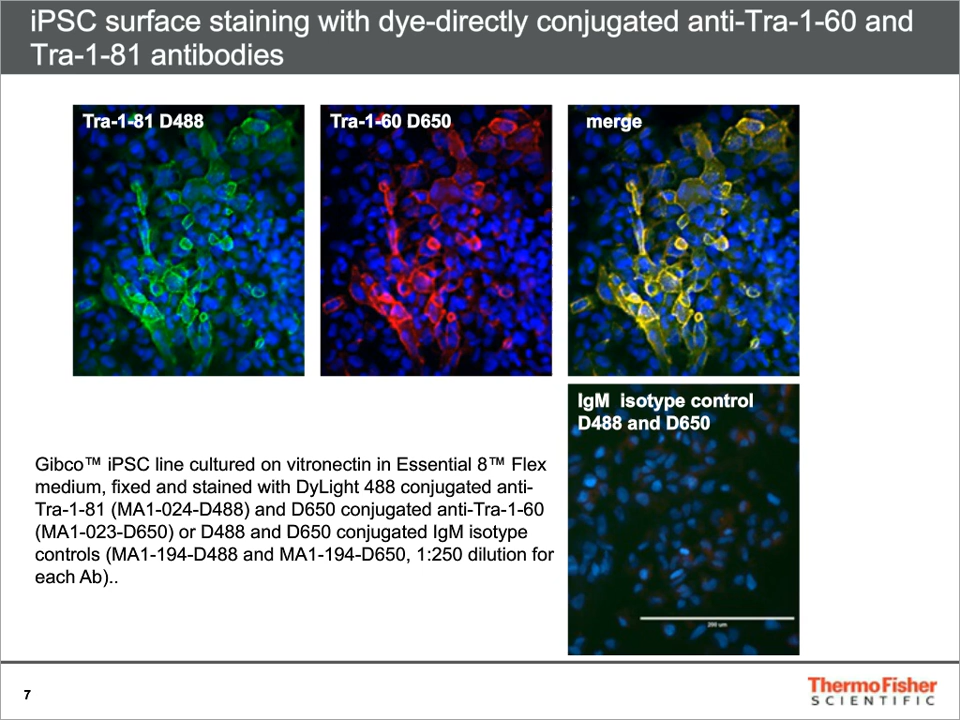 iPSC surface staining with dye-directly conjugated anti-Tra-1-60 and
Tra-1-81 antibodies
Tra-1-81 D488
Tra-1-60 D650
merge
IgM  isotype control
D488 and D650
Gibco™ iPSC line cultured on vitronectin in Essential 8™ Flex
medium, fixed and stained with DyLight 488 conjugated anti-
Tra-1-81 (MA1-024-D488) and D650 conjugated anti-Tra-1-60
(MA1-023-D650) or D488 and D650 conjugated IgM isotype
controls (MA1-194-D488 and MA1-194-D650, 1:250 dilution for
each Ab)..
200 um
7
ThermoFisher
SCIENTIFIC